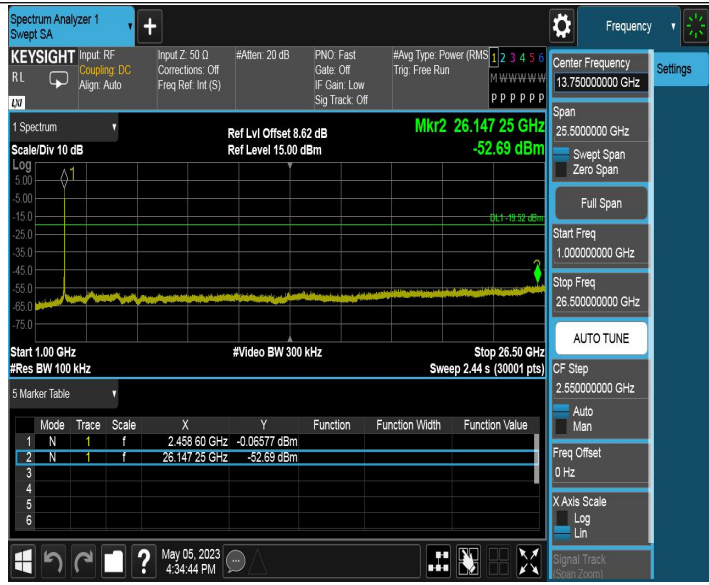 Spectrum Analyzer 1
Swept SA
+
Frequency
KEYSIGHT
RL
LXI
Input: RF
Coupling: DC
Align: Auto
Input Z: 50 Ω
Corrections: Off
Freq Ref: Int (S)
#Atten: 20 dB
PNO: Fast
Gate: Off
IF Gain: Low
Sig Track: Off
#Avg Type: Power (RMS
Trig: Free Run
1 2 3 4 5 6
M W W W W W
P P P P P P
1 Spectrum
Scale/Div 10 dB
Ref Lvl Offset 8.62 dB
Ref Level 15.00 dBm
Mkr2 26.147 25 GHz
-52.69 dBm
Log
5.00
-5.00
-15.0
-25.0
-35.0
-45.0
-55.0
-65.0
-75.0
1
DL1 -19.52 dBm
2
Start 1.00 GHz
#Res BW 100 kHz
#Video BW 300 kHz
Stop 26.50 GHz
Sweep 2.44 s (30001 pts)
5 Marker Table
Mode Trace Scale X Y Function Function Width Function Value
1 N 1 f 2.458 60 GHz -0.06577 dBm
2 N 1 f 26.147 25 GHz -52.69 dBm
3
4
5
6
?
May 05, 2023
4:34:44 PM
Center Frequency
13.750000000 GHz
Settings
Span
25.5000000 GHz
Swept Span
Zero Span
Full Span
Start Freq
1.000000000 GHz
Stop Freq
26.500000000 GHz
AUTO TUNE
CF Step
2.550000000 GHz
Auto
Man
Freq Offset
0 Hz
X Axis Scale
Log
Lin
Signal Track
(Span Zoom)